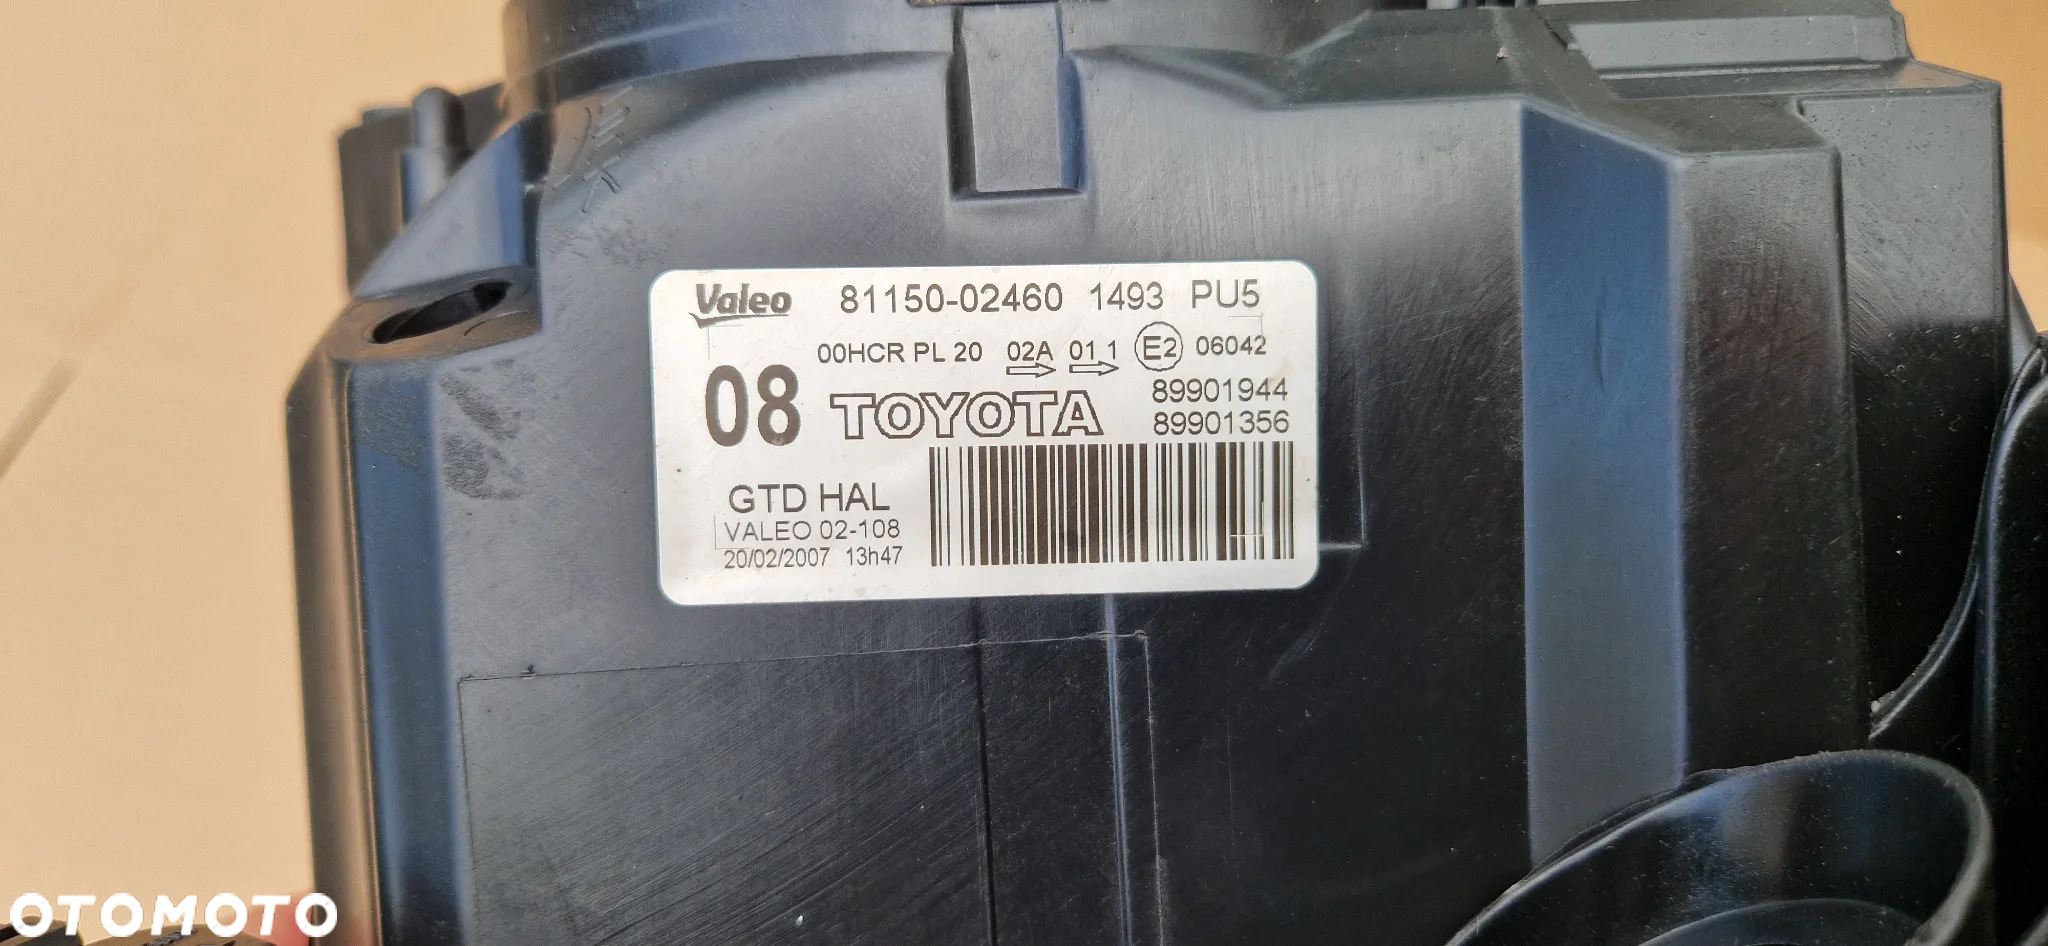 Valeo 81150-02460 1493 PU5
00HCR PL 20 02A 01 1 E2 06042
08 TOYOTA 89901944
89901356
GTD HAL
VALEO 02-108
20/02/2007 13h47
OTOMOTO